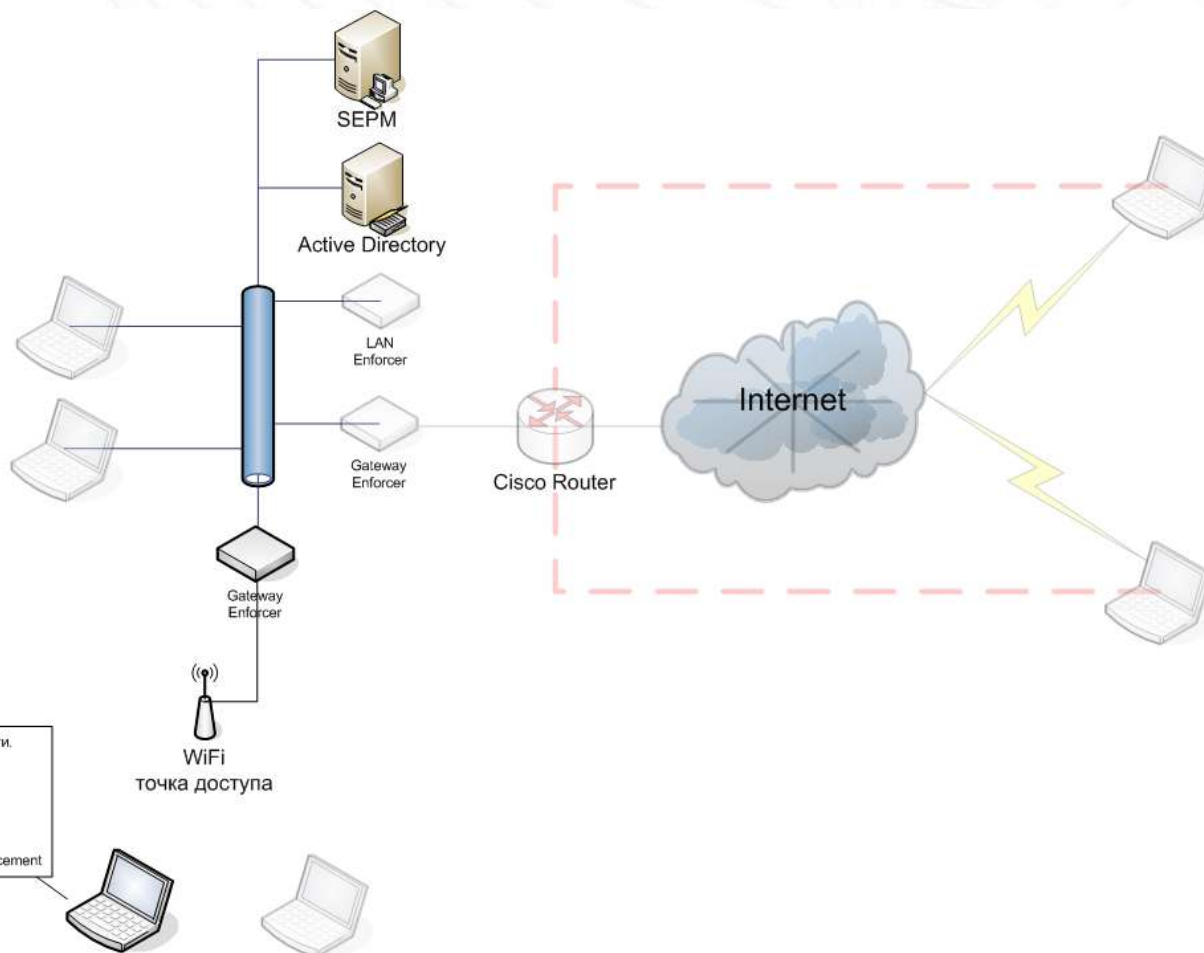 SEPM
Active Directory
LAN
Enforcer
Gateway
Enforcer
Internet
Cisco Router
Gateway
Enforcer
WiFi
точка доступа